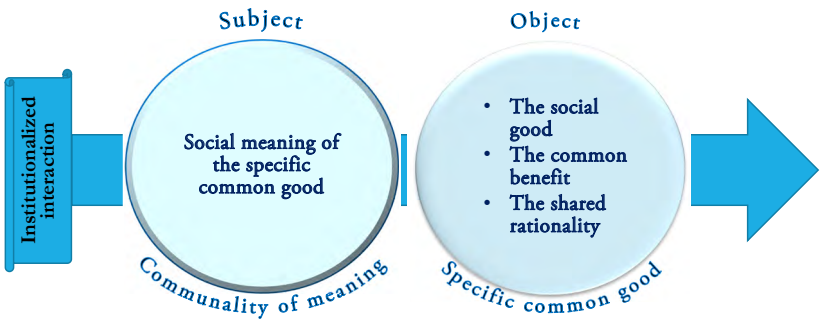 Subject
Object
Institutionalized
interaction
Social meaning of
the specific
common good
• The social
good
• The common
benefit
• The shared
rationality
Communality of meaning
Specific common good